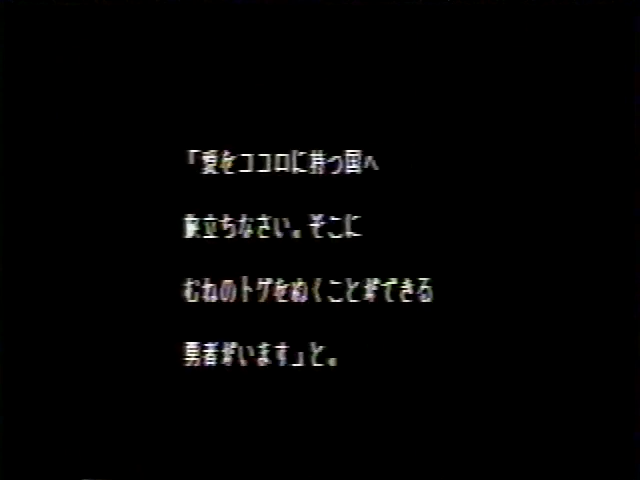 「愛をココロに持つ国へ
旅立ちなさい。そこに
むねのトゲをぬくことができる
勇者がいます」と。